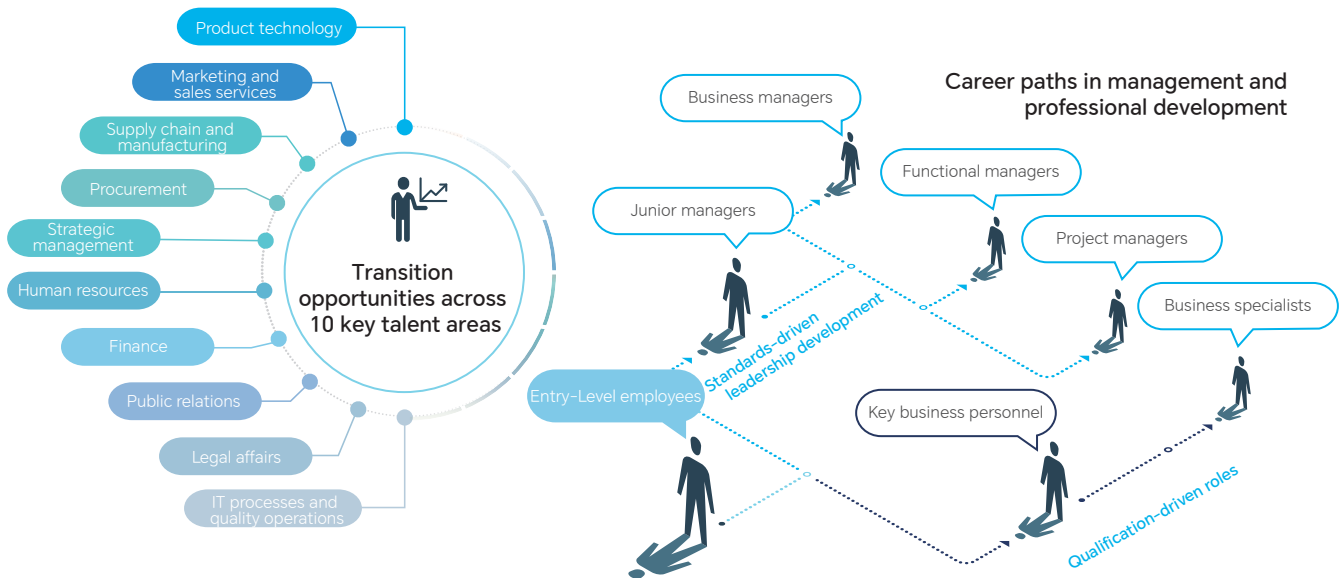 Product technology
Marketing and
sales services
Supply chain and
manufacturing
Procurement
Strategic
management
Human resources
Finance
Public relations
Legal affairs
IT processes and
quality operations
Transition
opportunities across
10 key talent areas
Career paths in management and
professional development
Business managers
Functional managers
Junior managers
Project managers
Business specialists
Standards-driven
leadership development
Entry-Level employees
Key business personnel
Qualification-driven roles